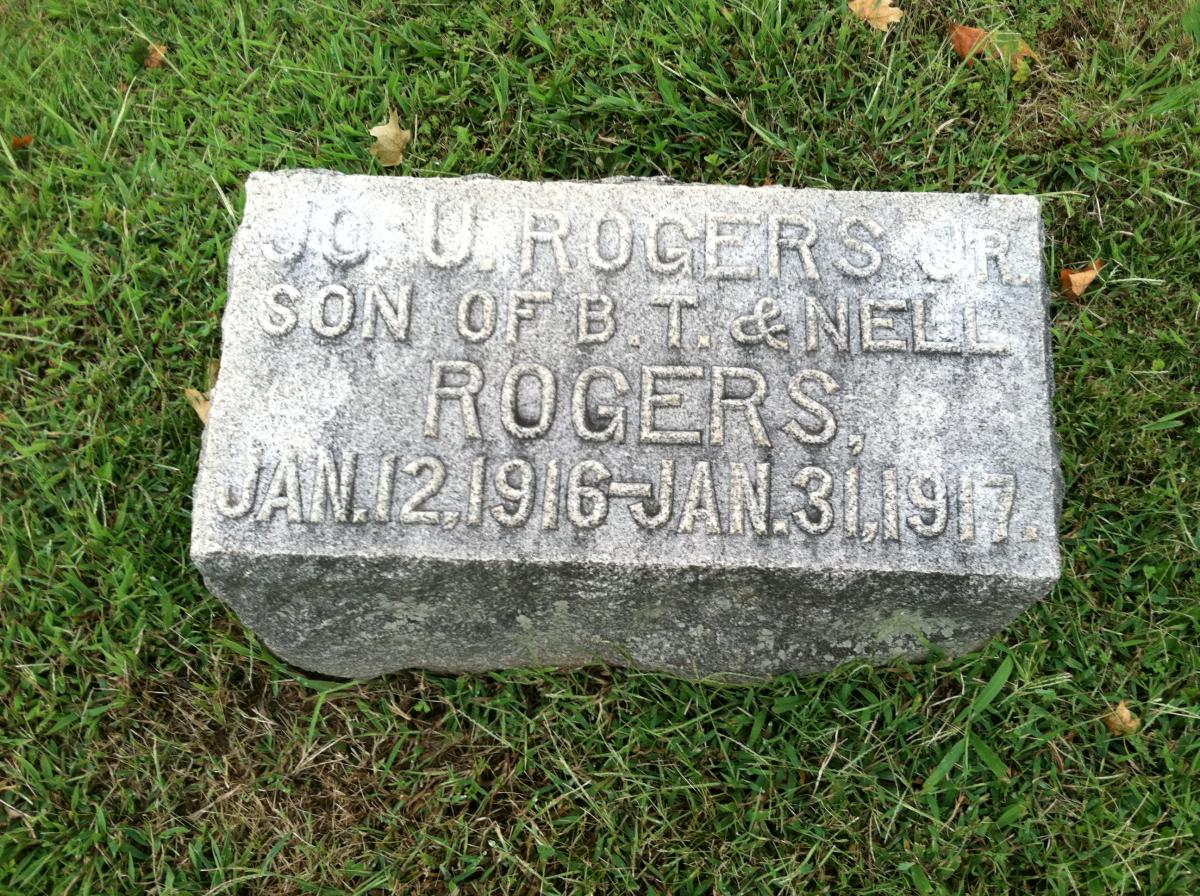 JO. U. ROGERS JR.
SON OF B. T. & NELL
ROGERS,
JAN. 12, 1916-JAN. 31, 1917.